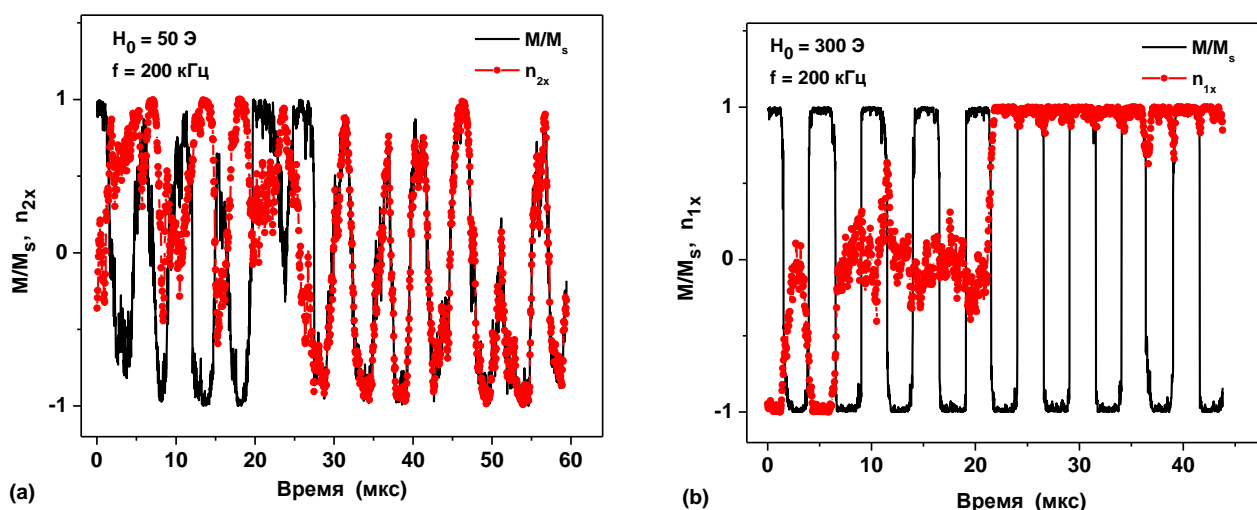 H0 = 50 Э
f = 200 кГц
M/Ms
n2x
M/Ms, n2x
1
0
-1
0 10 20 30 40 50 60
Время (мкс)
(a)
H0 = 300 Э
f = 200 кГц
M/Ms
n1x
M/Ms, n1x
1
0
-1
0 10 20 30 40
Время (мкс)
(b)